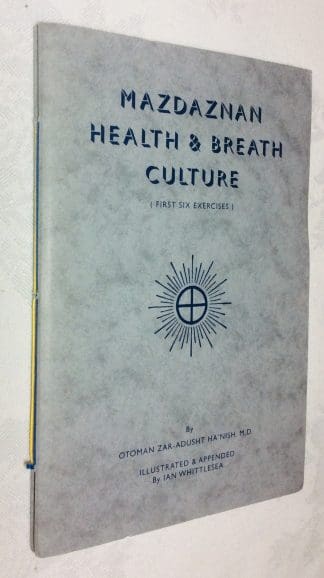 MAZDAZNAN
HEALTH & BREATH
CULTURE
( FIRST SIX EXERCISES )
By
OTOMAN ZAR-ADUSHT HA'NISH, M.D.
ILLUSTRATED & APPENDED
By IAN WHITTLESEA